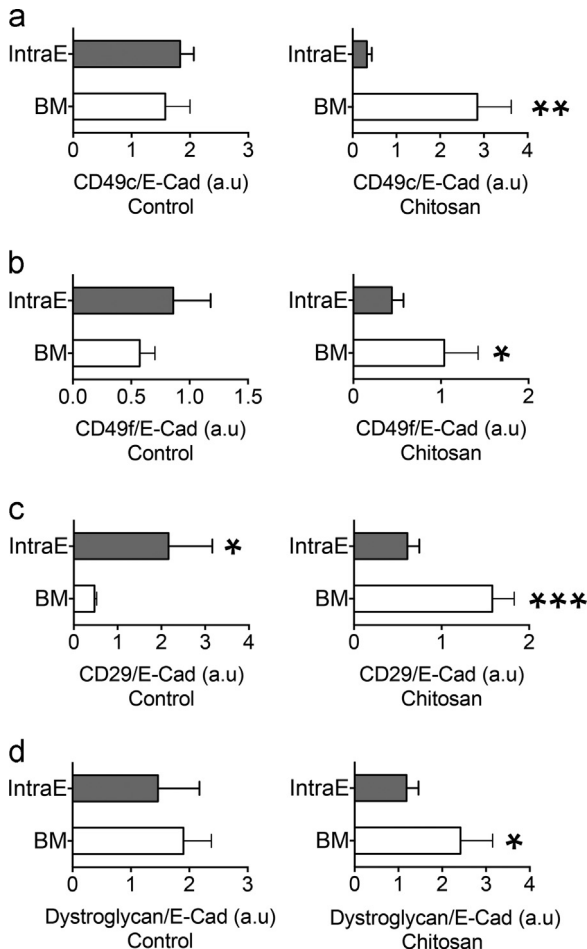 a
IntraE
BM
0 1 2 3
CD49c/E-Cad (a.u)
Control
IntraE
BM
**
0 1 2 3 4
CD49c/E-Cad (a.u)
Chitosan
b
IntraE
BM
0.0 0.5 1.0 1.5
CD49f/E-Cad (a.u)
Control
IntraE
BM
*
0 1 2
CD49f/E-Cad (a.u)
Chitosan
c
IntraE
*
BM
0 1 2 3 4
CD29/E-Cad (a.u)
Control
IntraE
BM
***
0 1 2
CD29/E-Cad (a.u)
Chitosan
d
IntraE
BM
0 1 2 3
Dystroglycan/E-Cad (a.u)
Control
IntraE
BM
*
0 1 2 3 4
Dystroglycan/E-Cad (a.u)
Chitosan